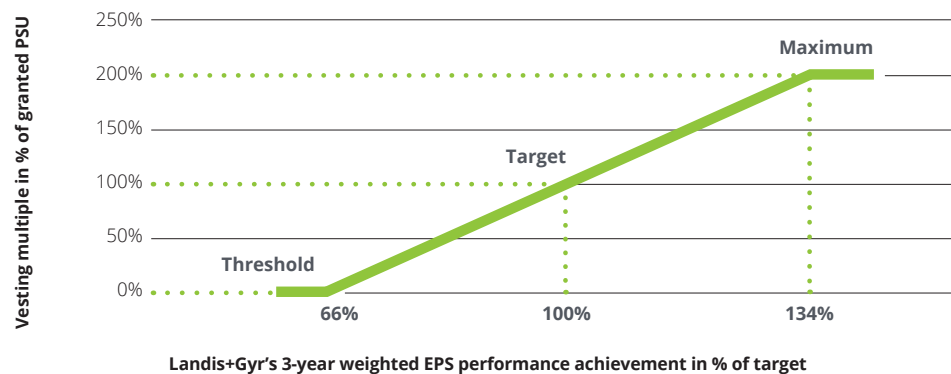 Vesting multiple in % of granted PSU
250%
Maximum
200%
150%
Target
100%
50%
Threshold
0%
66% 100% 134%
Landis+Gyr’s 3-year weighted EPS performance achievement in % of target